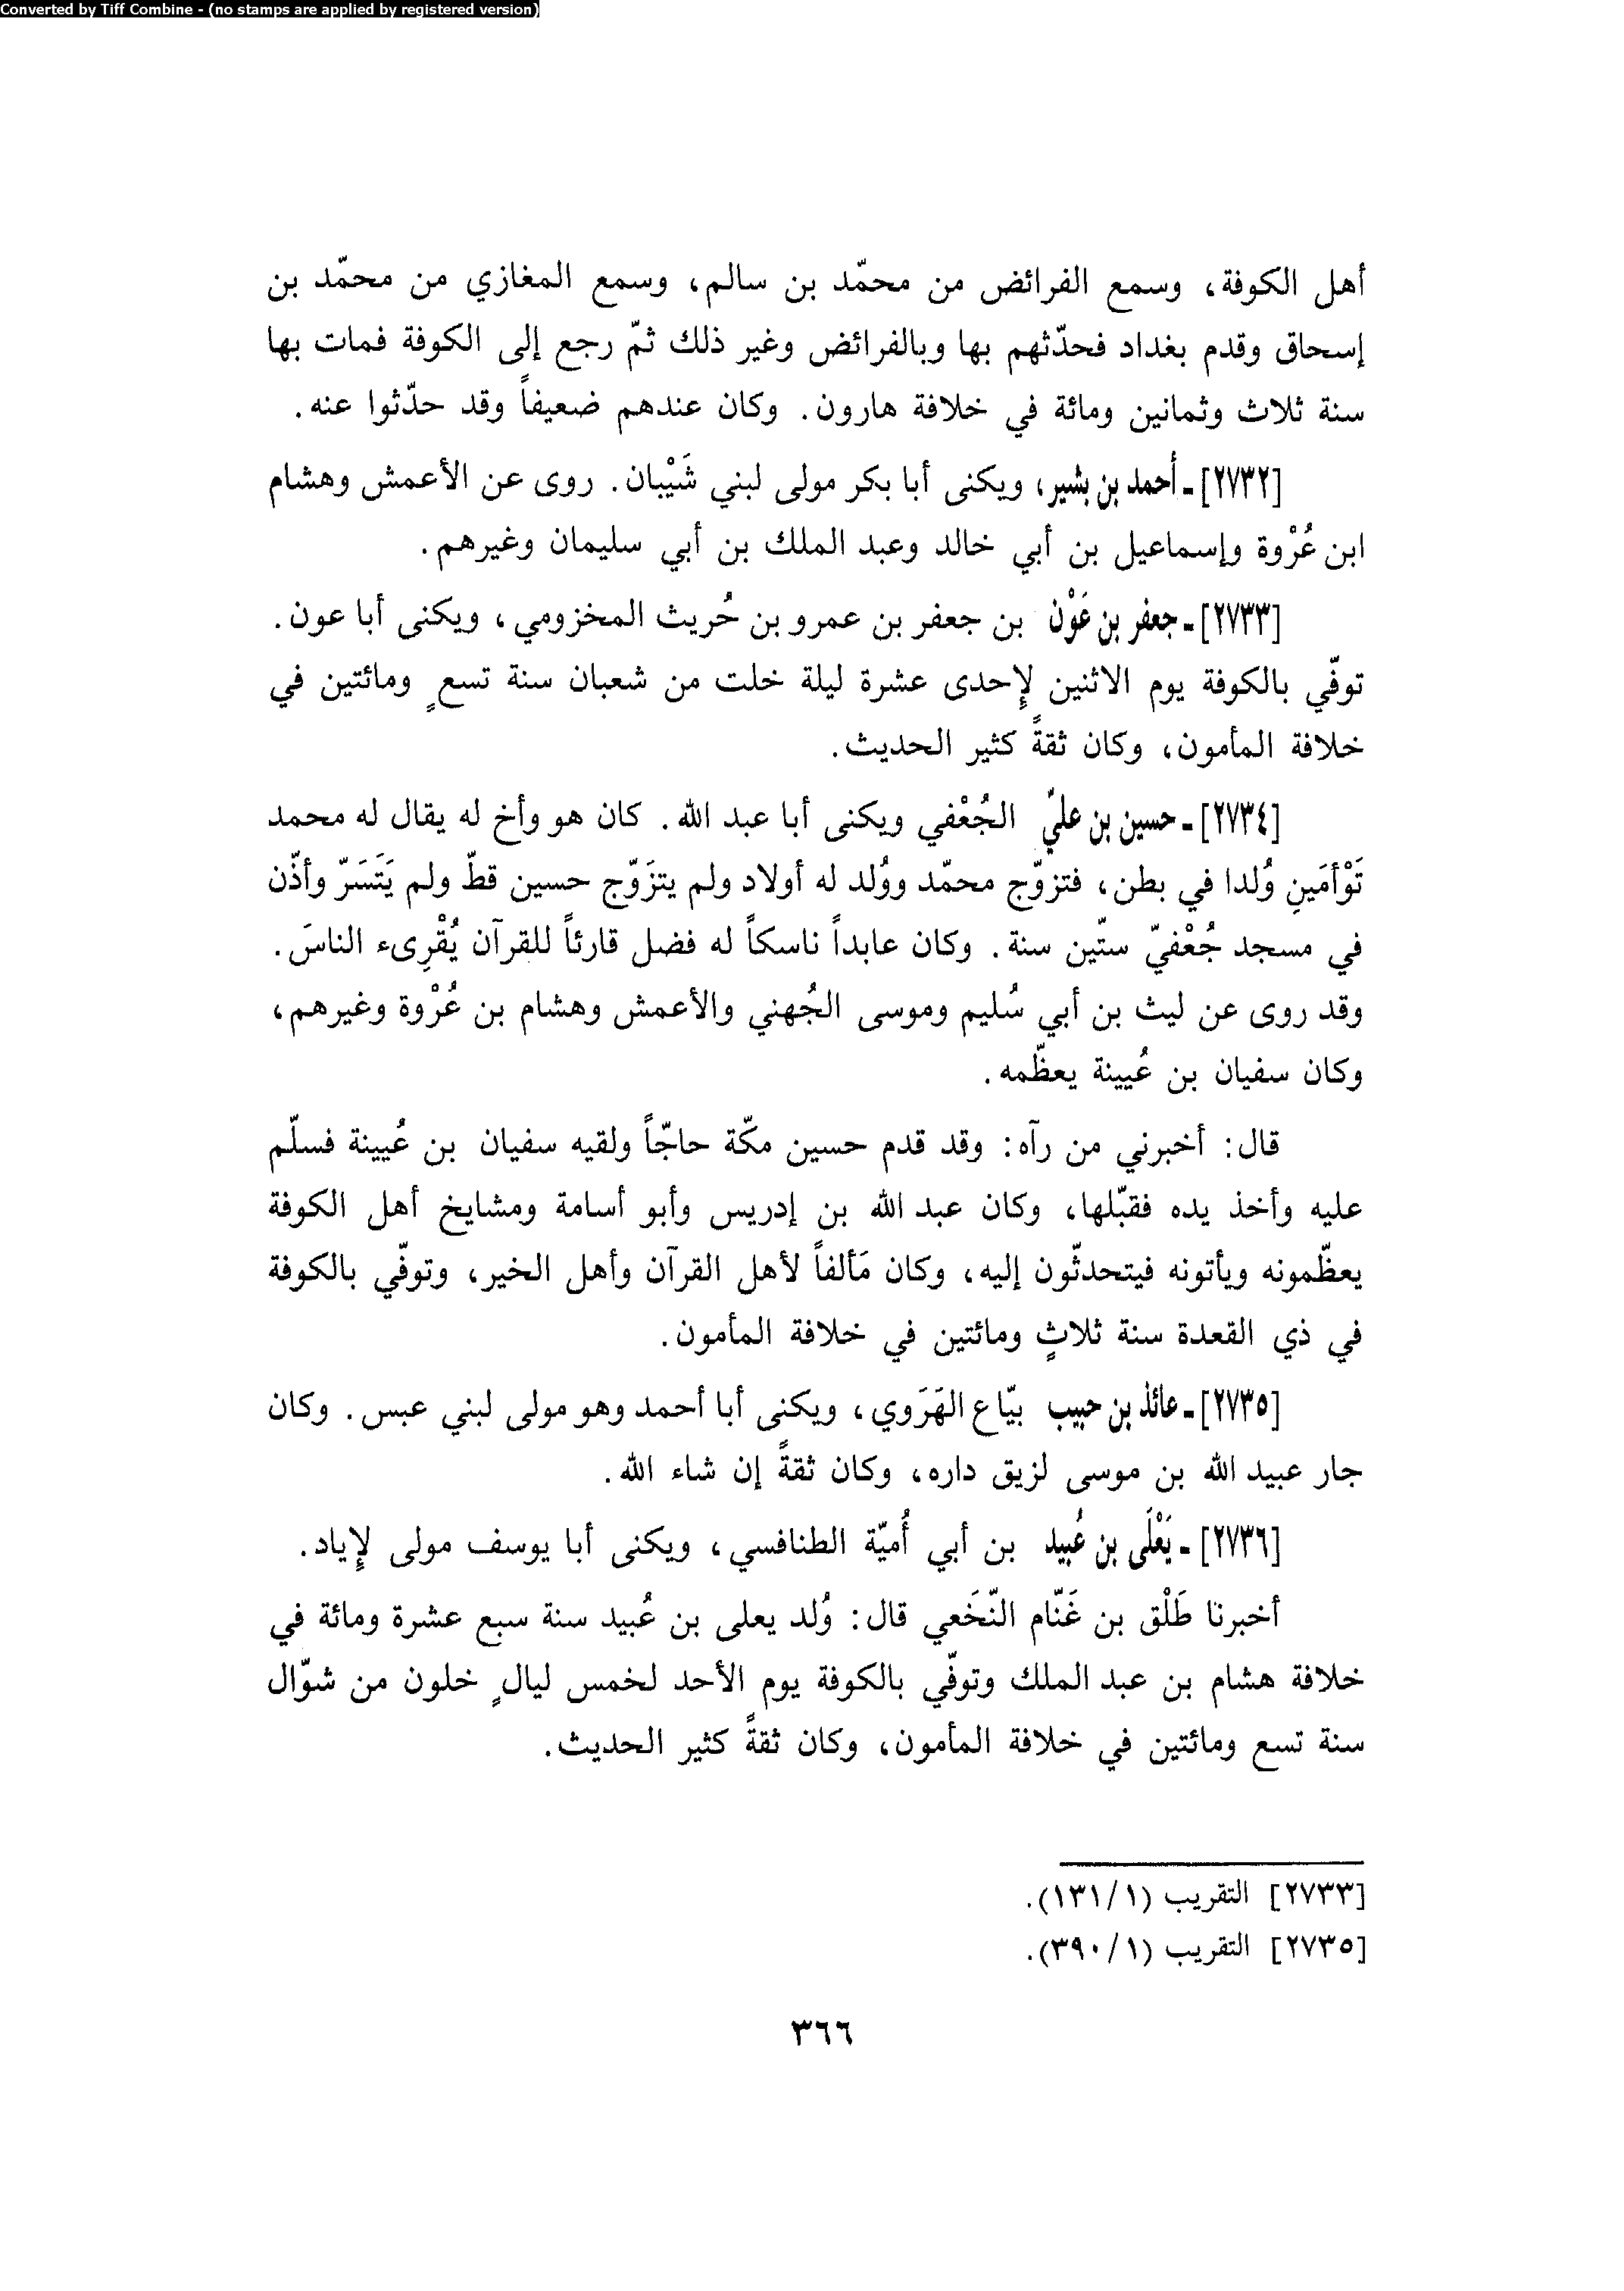 Converted by Tiff Combine - (no stamps are applied by registered version)
أهل الكوفة، وسمع الفرائض من محمّد بن سالم، وسمع المغازي من محمّد بن
إسحاق وقدم بغداد فحدّثهم بها وبالفرائض وغير ذلك ثمّ رجع إلى الكوفة فمات بها
سنة ثلاث وثمانين ومائة في خلافة هارون. وكان عندهم ضعيفاً وقد حدّثوا عنه.
[٢٧٣٢] ـ أحمد بن بشير، ويكنى أبا بكر مولى لبني شَيْبان. روى عن الأعمش وهشام
ابن عُرْوة وإسماعيل بن أبي خالد وعبد الملك بن أبي سليمان وغيرهم.
[٢٧٣٣] ـ جعفر بن عَوْن بن جعفر بن عمرو بن حُريث المخزومي، ويكنى أبا عون.
توفّي بالكوفة يوم الاثنين لإِحدى عشرة ليلة خلت من شعبان سنة تسعٍ ومائتين في
خلافة المأمون، وكان ثقةً كثير الحديث.
[٢٧٣٤] ـ حسين بن عليّ الجُعْفي ويكنى أبا عبد الله. كان هو وأخ له يقال له محمد
تَوْأمَينِ وُلدا في بطن، فتزوّج محمّد ووُلد له أولاد ولم يتزَوّج حسين قطّ ولم يَتَسَرّ وأذّن
في مسجد جُعْفيّ ستّين سنة. وكان عابداً ناسكاً له فضل قارئاً للقرآن يُقْرِىء الناسَ.
وقد روى عن ليث بن أبي سُليم وموسى الجُهني والأعمش وهشام بن عُرْوة وغيرهم،
وكان سفيان بن عُيينة يعظّمه.
قال: أخبرني من رآه: وقد قدم حسين مكّة حاجّاً ولقيه سفيان بن عُيينة فسلّم
عليه وأخذ يده فقبّلها، وكان عبد الله بن إدريس وأبو أسامة ومشايخ أهل الكوفة
يعظّمونه ويأتونه فيتحدثّون إليه، وكان مَألفاً لأهل القرآن وأهل الخير، وتوفّي بالكوفة
في ذي القعدة سنة ثلاثٍ ومائتين في خلافة المأمون.
[٢٧٣٥] ـ عائذ بن حبيب بيّاع الهَرَوي، ويكنى أبا أحمد وهو مولى لبني عبس. وكان
جار عبيد الله بن موسى لزيق داره، وكان ثقةً إن شاء الله.
[٢٧٣٦] ـ يَعْلَى بن عُبيد بن أبي أُميّة الطنافسي، ويكنى أبا يوسف مولى لإِياد.
أخبرنا طَلْق بن غَنّام النّخَعي قال: وُلد يعلى بن عُبيد سنة سبع عشرة ومائة في
خلافة هشام بن عبد الملك وتوفّي بالكوفة يوم الأحد لخمس ليالٍ خلون من شوّال
سنة تسع ومائتين في خلافة المأمون، وكان ثقةً كثير الحديث.
[٢٧٣٣] التقريب (١/ ١٣١).
[٢٧٣٥] التقريب (١/ ٣٩٠).
٣٦٦